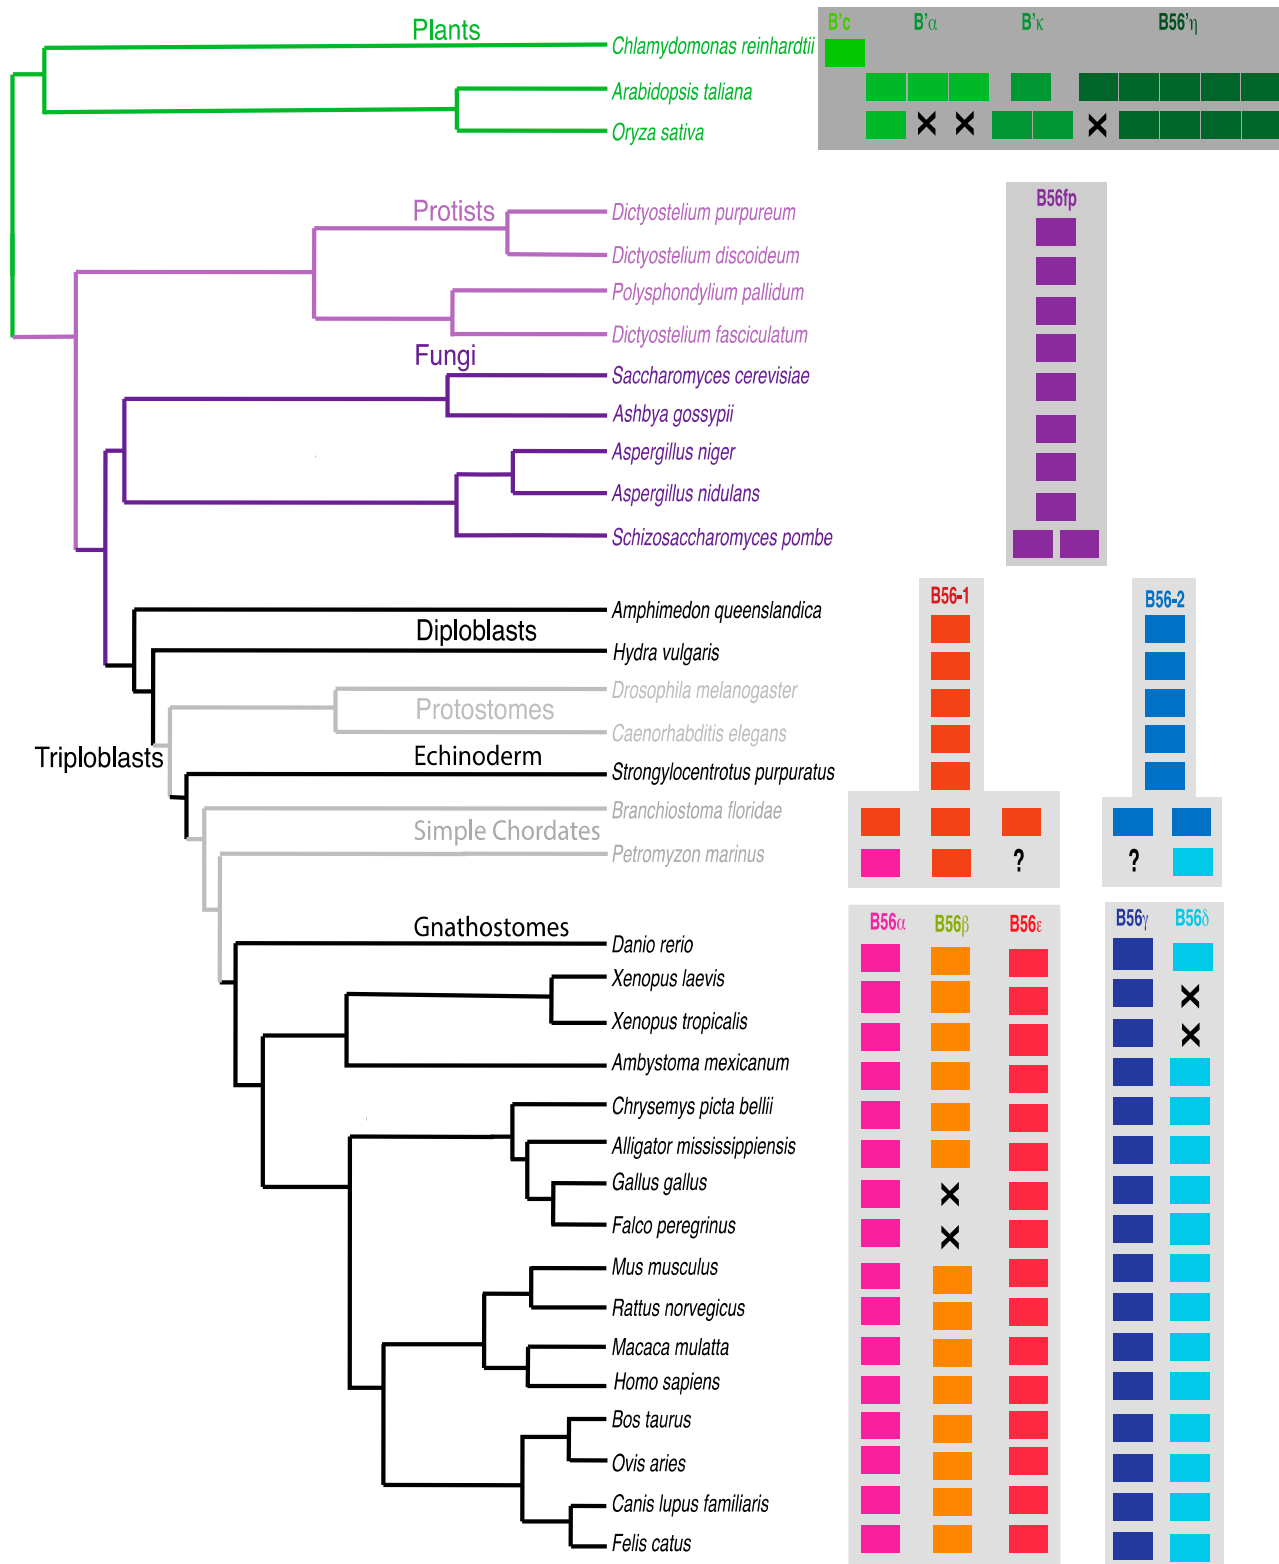 Plants
B'c B'α B'κ B56'η
Chlamydomonas reinhardtii
Arabidopsis taliana
Oryza sativa X X X
B56fp
Protists
Dictyostelium purpureum
Dictyostelium discoideum
Polysphondylium pallidum
Dictyostelium fasciculatum
Fungi
Saccharomyces cerevisiae
Ashbya gossypii
Aspergillus niger
Aspergillus nidulans
Schizosaccharomyces pombe
B56-1 B56-2
Amphimedon queenslandica
Diploblasts
Hydra vulgaris
Drosophila melanogaster
Protostomes
Caenorhabditis elegans
Triploblasts
Echinoderm
Strongylocentrotus purpuratus
Branchiostoma floridae
Simple Chordates
Petromyzon marinus ? ?
Gnathostomes
B56α B56β B56ε B56γ B56δ
Danio rerio
Xenopus laevis X
Xenopus tropicalis X
Ambystoma mexicanum
Chrysemys picta bellii
Alligator mississippiensis
Gallus gallus X
Falco peregrinus X
Mus musculus
Rattus norvegicus
Macaca mulatta
Homo sapiens
Bos taurus
Ovis aries
Canis lupus familiaris
Felis catus